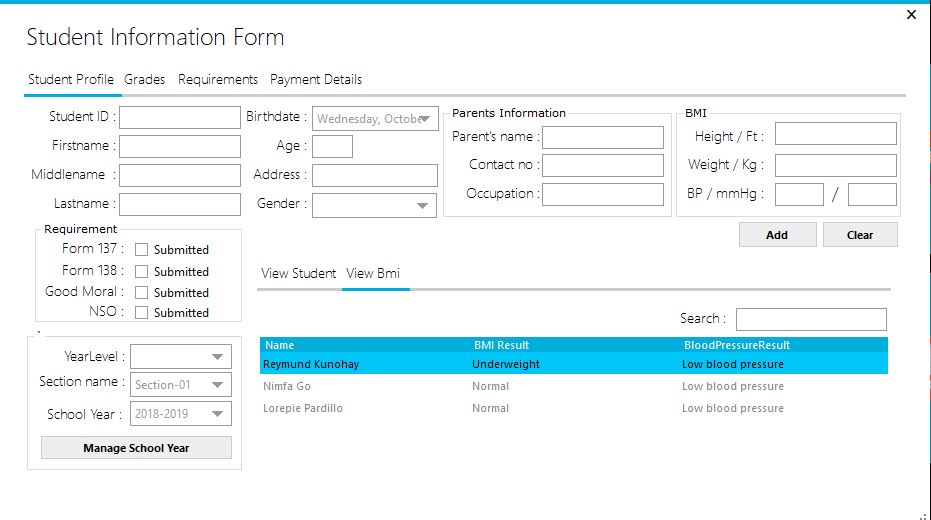 X
Student Information Form
Student Profile Grades Requirements Payment Details
Student ID :
Firstname :
Middlename :
Lastname :
Birthdate : Wednesday, Octobe
Age :
Address :
Gender :
Parents Information
Parent's name :
Contact no :
Occupation :
BMI
Height / Ft :
Weight / Kg :
BP / mmHg : /
Add Clear
Requirement
Form 137 : Submitted
Form 138 : Submitted
Good Moral : Submitted
NSO : Submitted
`
YearLevel :
Section name : Section-01
School Year : 2018-2019
Manage School Year
View Student View Bmi
Search :
Name BMI Result BloodPressureResult
Reymund Kunohay Underweight Low blood pressure
Nimfa Go Normal Low blood pressure
Lorepie Pardillo Normal Low blood pressure